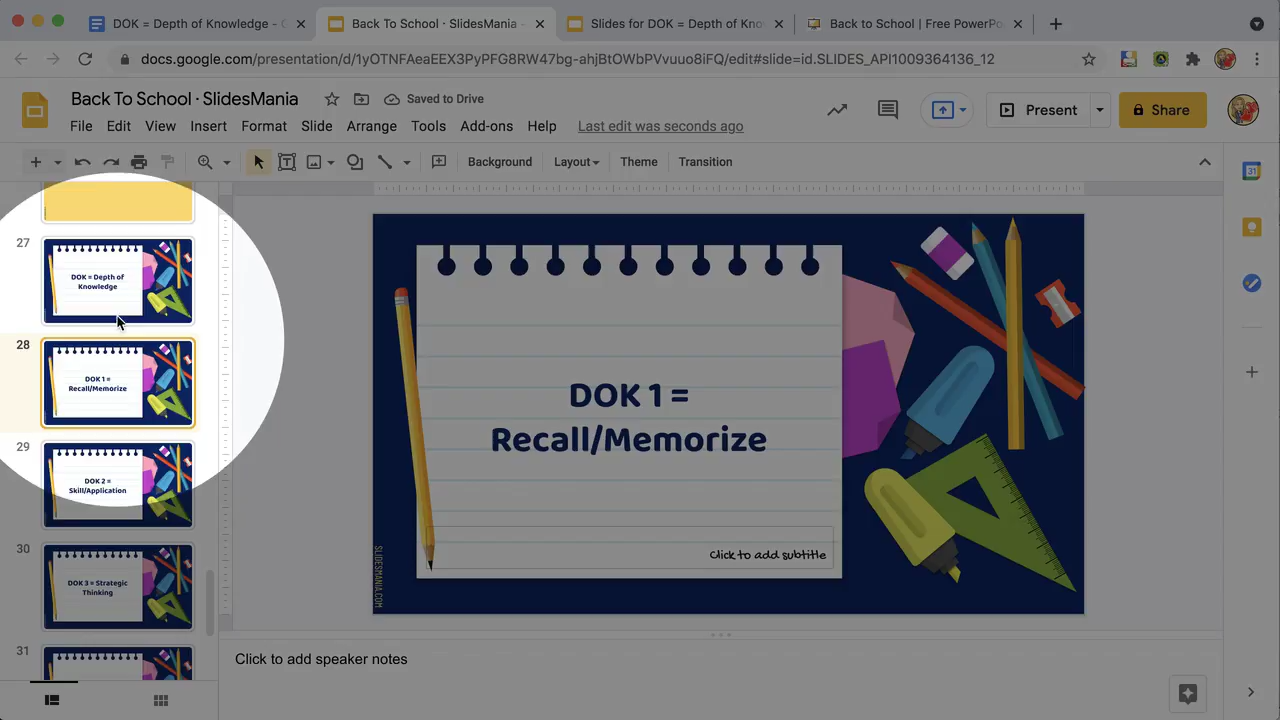 DOK = Depth of Knowledge - G
Back To School · SlidesMania -
Slides for DOK = Depth of Kno
Back to School | Free PowerPo
docs.google.com/presentation/d/1yOTNFAexEEX3PyPFG8RW47bg-ahjBtOWbPVvuuo8iFQ/edit#slide=id.SLIDES_API1009364136_12
Back To School · SlidesMania
Saved to Drive
Present
Share
File Edit View Insert Format Slide Arrange Tools Add-ons Help Last edit was seconds ago
Background Layout Theme Transition
31
27
DOK = Depth of
Knowledge
28
DOK 1 =
Recall/Memorize
29
DOK 2 =
Skill/Application
30
DOK 3 = Strategic
Thinking
31
DOK 1 =
Recall/Memorize
Click to add subtitle
SLIDESMANIA.COM
Click to add speaker notes